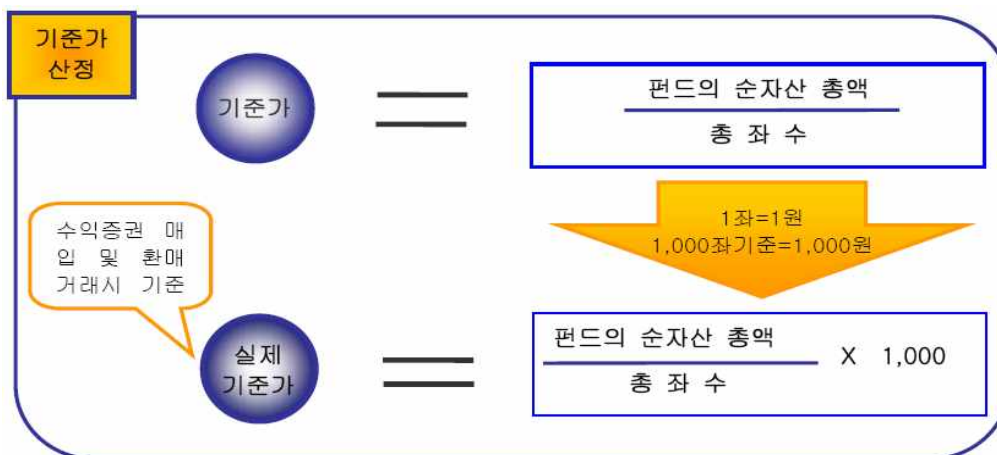 기준가
산정
기준가
펀드의 순자산 총액
총 좌 수
1좌=1원
1,000좌기준=1,000원
수익증권 매
입 및 환매
거래시 기준
실제
기준가
펀드의 순자산 총액
총 좌 수
X 1,000